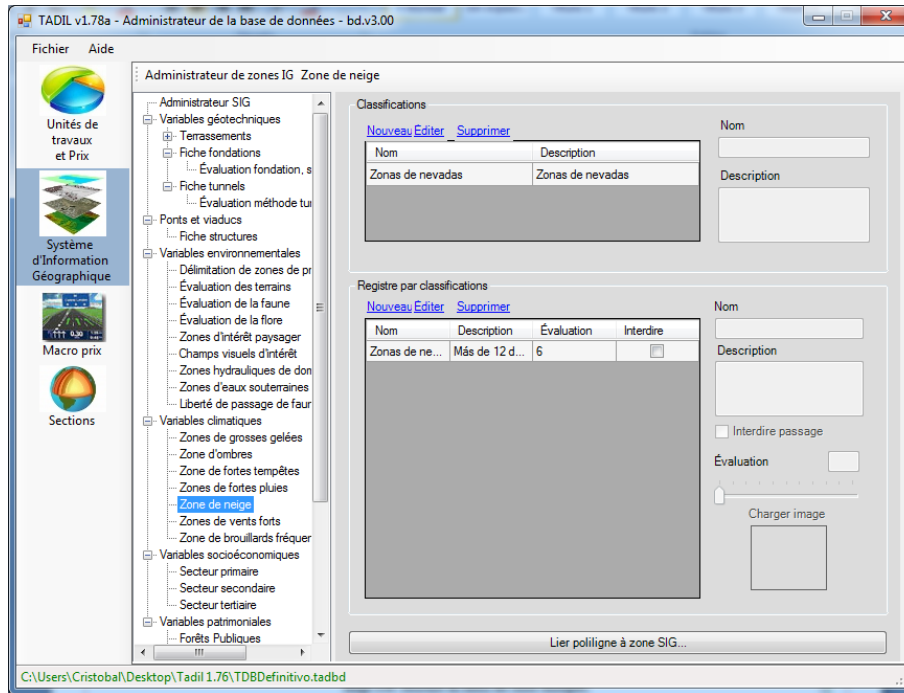 TADIL v1.78a - Administrateur de la base de données - bd.v3.00
Fichier Aide
Unités de
travaux
et Prix
Système
d'Information
Géographique
Macro prix
Sections
Administrateur de zones IG Zone de neige
Administrateur SIG
Variables géotechniques
Terrassements
Fiche fondations
Évaluation fondation, s
Fiche tunnels
Évaluation méthode tu
Ponts et viaducs
Fiche structures
Variables environnementales
Délimitation de zones de pr
Évaluation des terrains
Évaluation de la faune
Évaluation de la flore
Zones d'intérêt paysager
Champs visuels d'intérêt
Zones hydrauliques de don
Zones d'eaux souterraines
Liberté de passage de faur
Variables climatiques
Zones de grosses gelées
Zone d'ombres
Zone de fortes tempêtes
Zones de fortes pluies
Zone de neige
Zones de vents forts
Zone de brouillards fréquer
Variables socioéconomiques
Secteur primaire
Secteur secondaire
Secteur tertiaire
Variables patrimoniales
Forêts Publiques
Classifications
Nouveau Éditer Supprimer
Nom Description
Zonas de nevadas Zonas de nevadas
Nom
Description
Registre par classifications
Nouveau Éditer Supprimer
Nom Description Évaluation Interdire
Zonas de ne... Más de 12 d... 6
Nom
Description
Interdire passage
Évaluation
Charger image
Lier poliligne à zone SIG...
C:\Users\Cristobal\Desktop\Tadil 1.76\TDBDefinitivo.tadbd